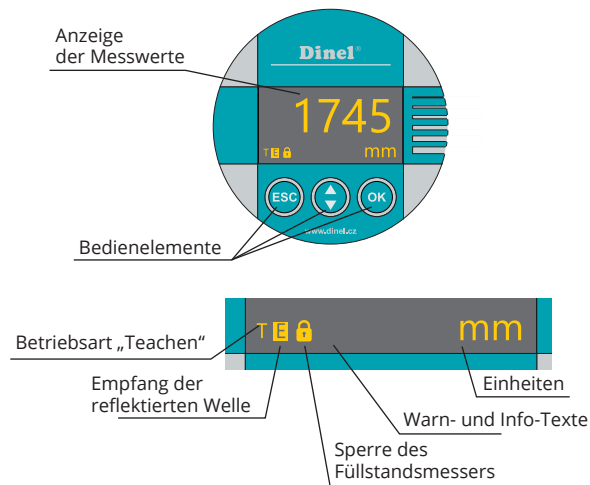 Anzeige
der Messwerte
Dinel®
1745
T E mm
ESC OK
www.dinel.cz
Bedienelemente
T E mm
Betriebsart „Teachen“
Einheiten
Empfang der
reflektierten Welle
Warn- und Info-Texte
Sperre des
Füllstandsmessers